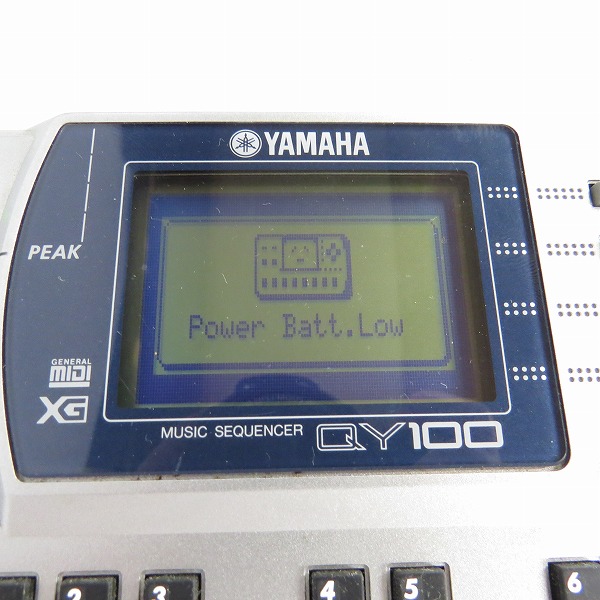 YAMAHA
PEAK
Power Batt.Low
GENERAL
MIDI
XG
MUSIC SEQUENCER QY100
2 3 4 5 6